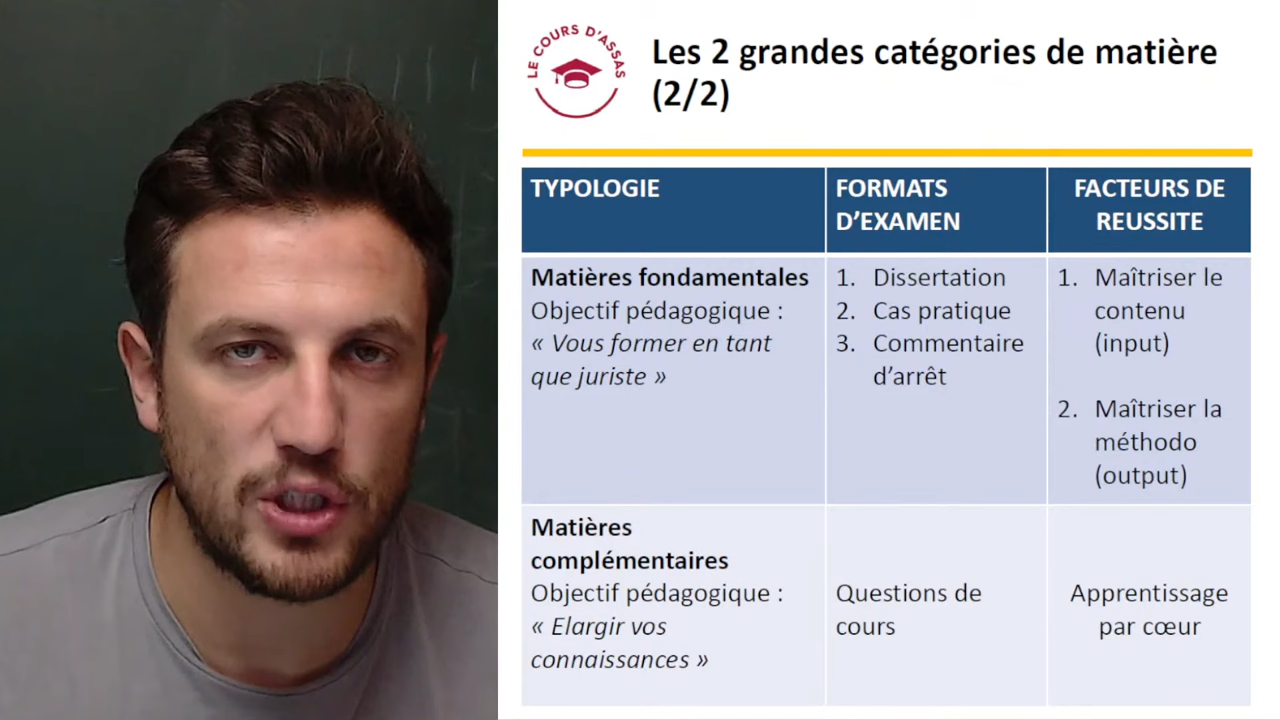 LE COURS D'ASSAS
Les 2 grandes catégories de matière
(2/2)
TYPOLOGIE
FORMATS
D'EXAMEN
FACTEURS DE
REUSSITE
Matières fondamentales
Objectif pédagogique :
« Vous former en tant
que juriste »
1. Dissertation
2. Cas pratique
3. Commentaire
d'arrêt
1. Maîtriser le
contenu
(input)
2. Maîtriser la
méthodo
(output)
Matières
complémentaires
Objectif pédagogique :
« Elargir vos
connaissances »
Questions de
cours
Apprentissage
par cœur